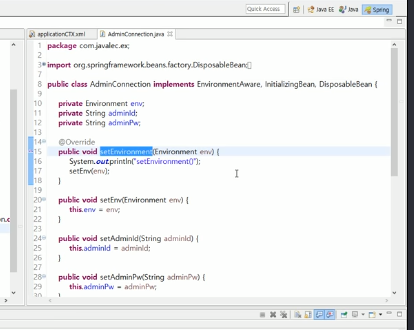 Quick Access
Java EE
Java
Spring
applicationCTX.xml
AdminConnection.java
1 package com.javalec.ex;
2
3 import org.springframework.beans.factory.DisposableBean;
7
8 public class AdminConnection implements EnvironmentAware, InitializingBean, DisposableBean {
9
10 private Environment env;
11 private String adminId;
12 private String adminPw;
13
14 @Override
15 public void setEnvironment(Environment env) {
16 System.out.println("setEnvironment()");
17 setEnv(env);
18 }
19
20 public void setEnv(Environment env) {
21 this.env = env;
22 }
23
24 public void setAdminId(String adminId) {
25 this.adminId = adminId;
26 }
27
28 public void setAdminPw(String adminPw) {
29 this.adminPw = adminPw;
30 }